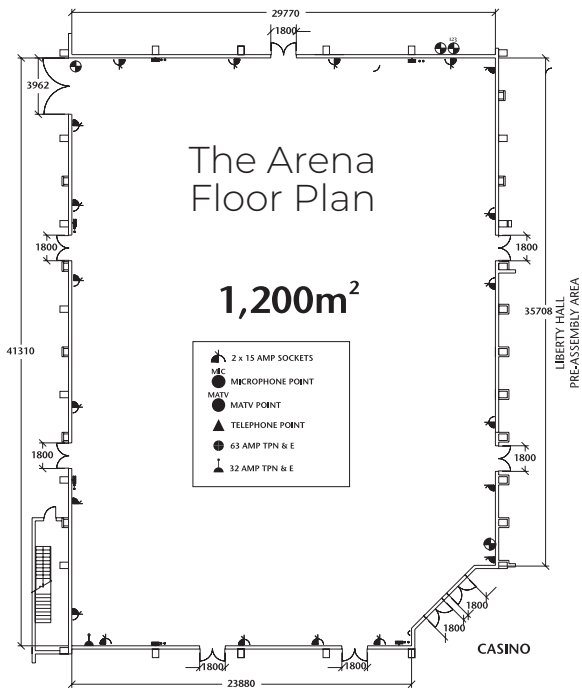 29770
1800
123
3962
The Arena
Floor Plan
1800
1800
1,200m²
35708
LIBERTY HALL
PRE-ASSEMBLY AREA
41310
2 x 15 AMP SOCKETS
MIC
MICROPHONE POINT
MATV
MATV POINT
TELEPHONE POINT
63 AMP TPN & E
32 AMP TPN & E
1800
1800
1800
1800
CASINO
1800
1800
23880